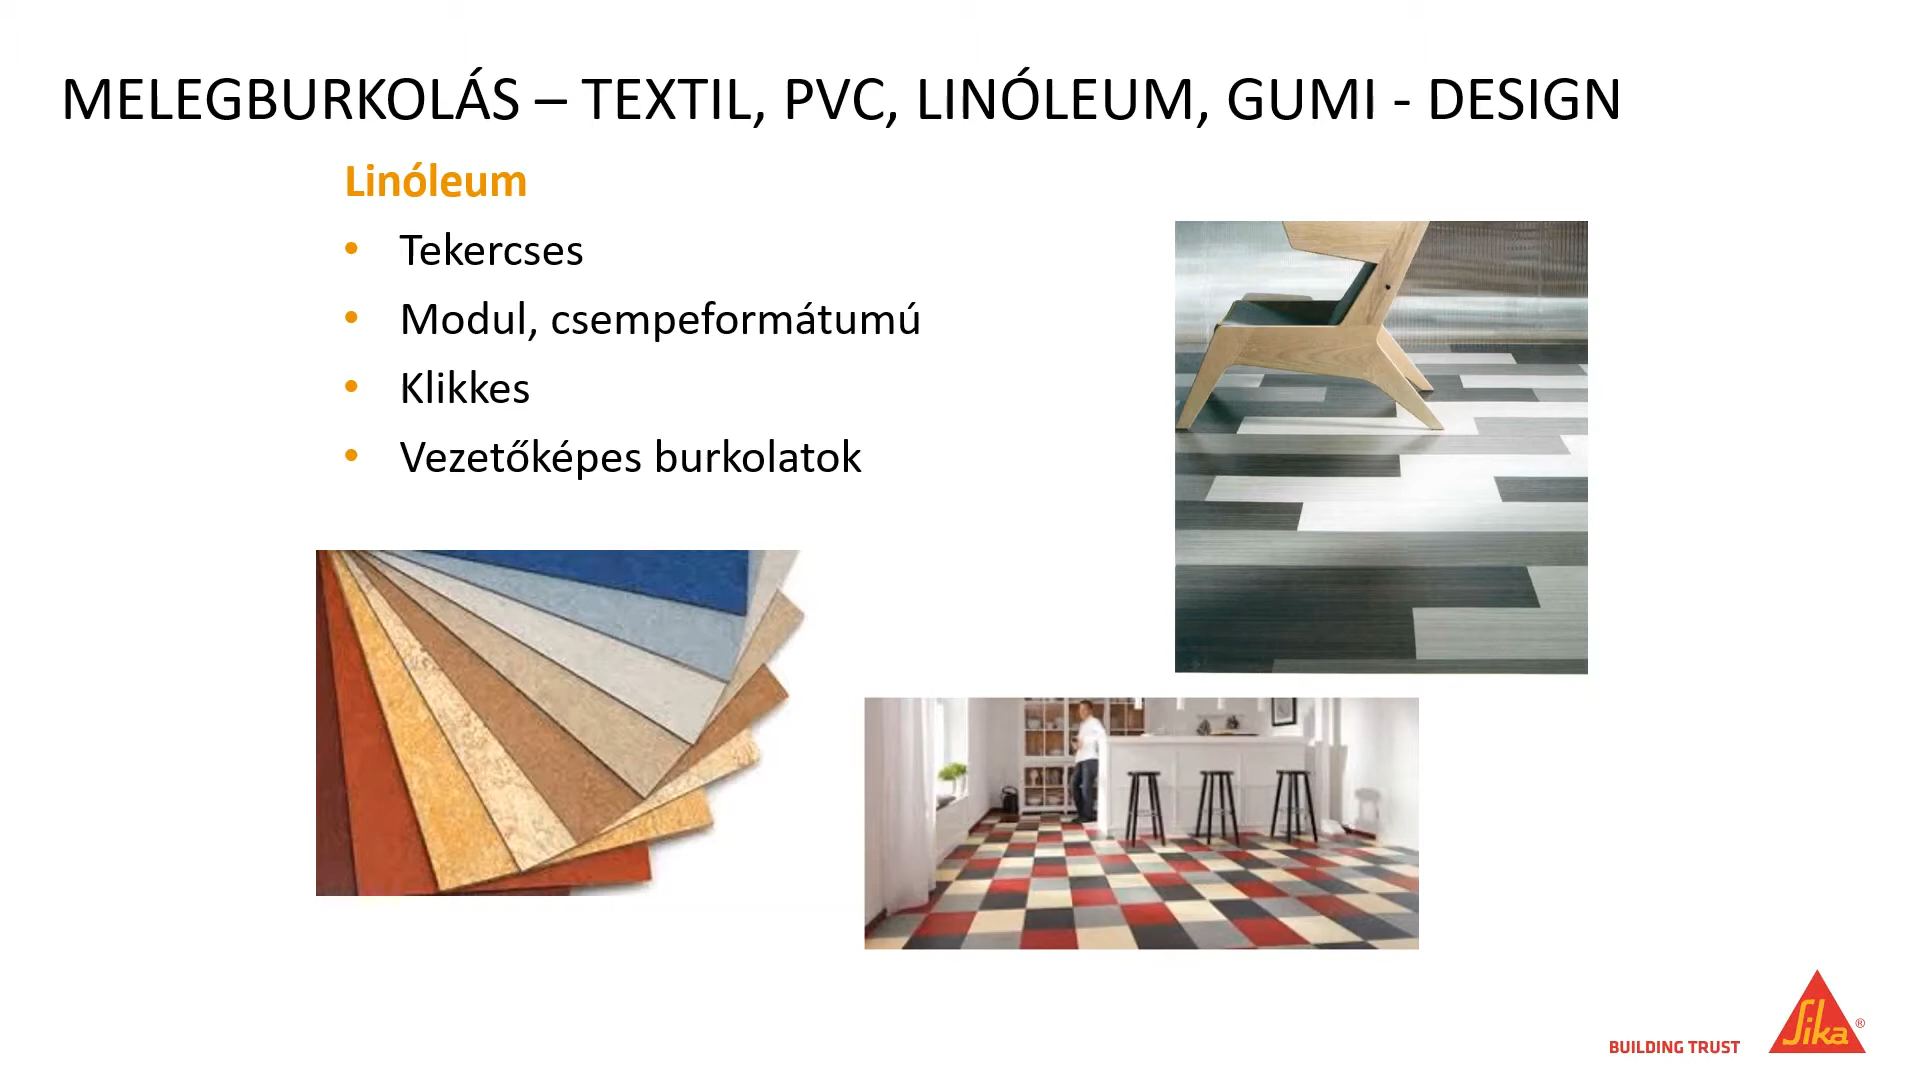 MELEGBURKOLÁS – TEXTIL, PVC, LINÓLEUM, GUMI - DESIGN
Linóleum
• Tekercses
• Modul, csempeformátumú
• Klikkes
• Vezetőképes burkolatok
BUILDING TRUST
Sika®